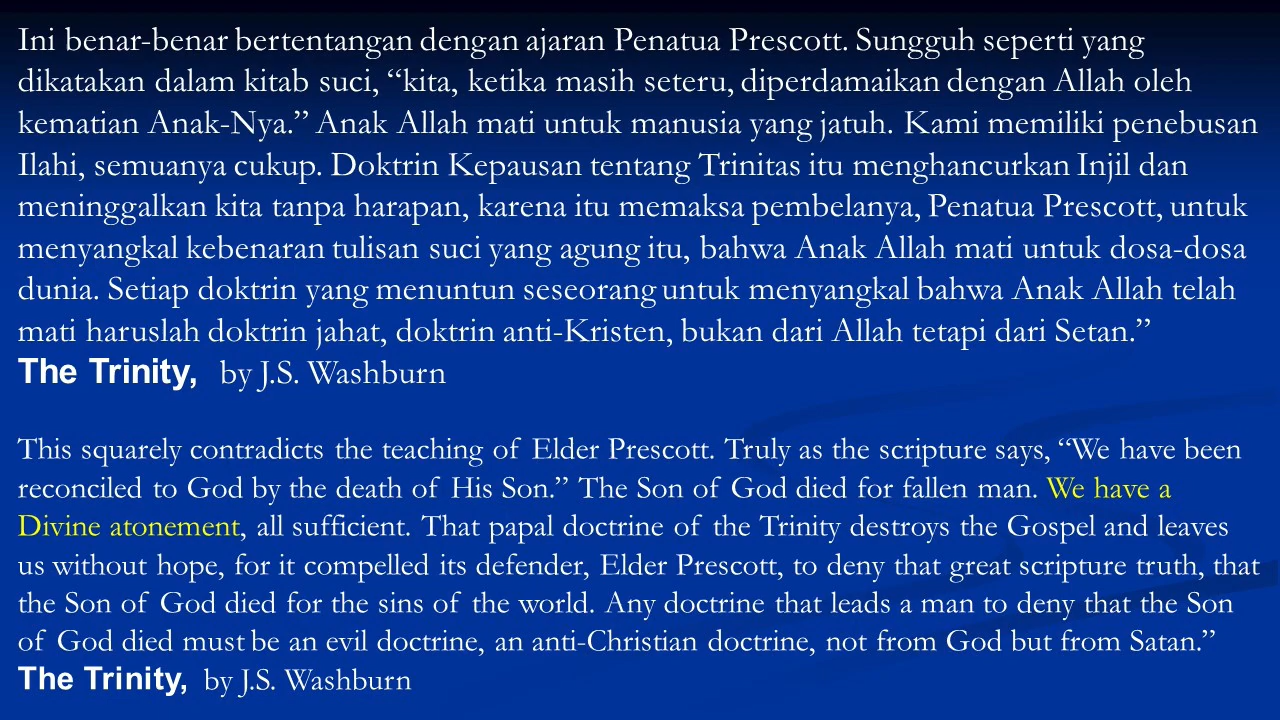 Ini benar-benar bertentangan dengan ajaran Penatua Prescott. Sungguh seperti yang
dikatakan dalam kitab suci, “kita, ketika masih seteru, diperdamaikan dengan Allah oleh
kematian Anak-Nya.” Anak Allah mati untuk manusia yang jatuh. Kami memiliki penebusan
Ilahi, semuanya cukup. Doktrin Kepausan tentang Trinitas itu menghancurkan Injil dan
meninggalkan kita tanpa harapan, karena itu memaksa pembelanya, Penatua Prescott, untuk
menyangkal kebenaran tulisan suci yang agung itu, bahwa Anak Allah mati untuk dosa-dosa
dunia. Setiap doktrin yang menuntun seseorang untuk menyangkal bahwa Anak Allah telah
mati haruslah doktrin jahat, doktrin anti-Kristen, bukan dari Allah tetapi dari Setan.”
The Trinity, by J.S. Washburn
This squarely contradicts the teaching of Elder Prescott. Truly as the scripture says, “We have been
reconciled to God by the death of His Son.” The Son of God died for fallen man. We have a
Divine atonement, all sufficient. That papal doctrine of the Trinity destroys the Gospel and leaves
us without hope, for it compelled its defender, Elder Prescott, to deny that great scripture truth, that
the Son of God died for the sins of the world. Any doctrine that leads a man to deny that the Son
of God died must be an evil doctrine, an anti-Christian doctrine, not from God but from Satan.”
The Trinity, by J.S. Washburn